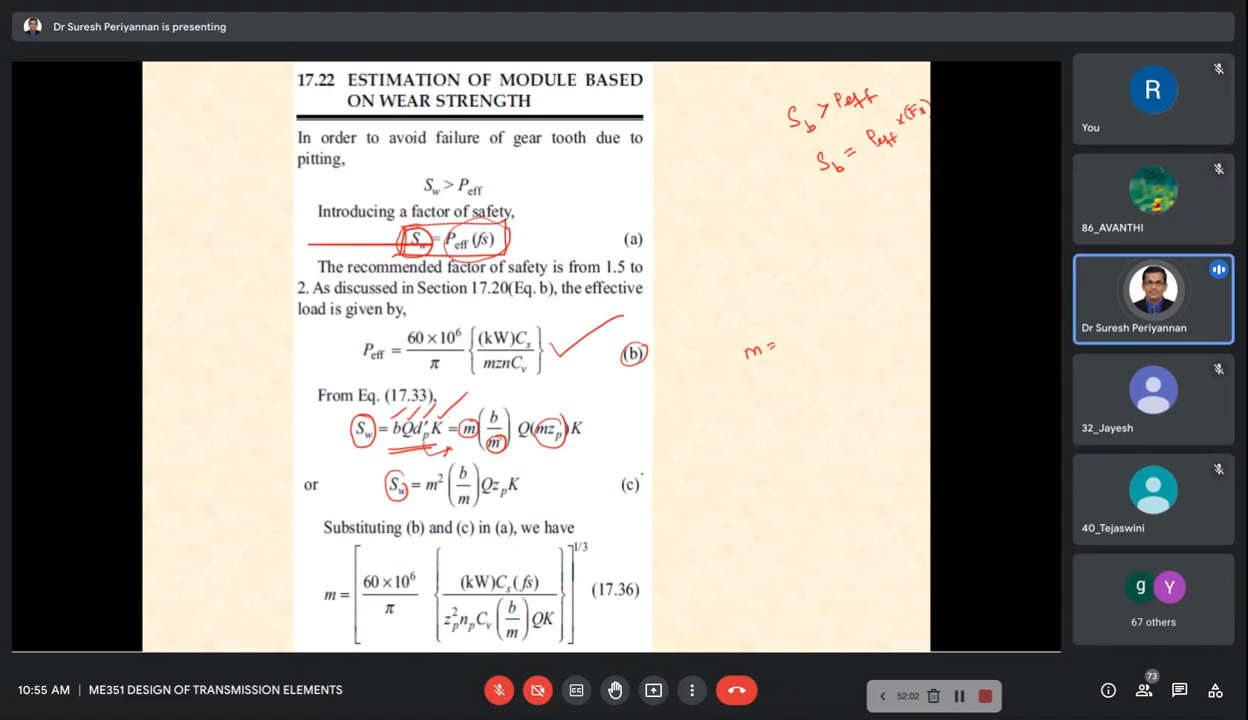 Dr Suresh Periyannan is presenting
17.22 ESTIMATION OF MODULE BASED
ON WEAR STRENGTH
In order to avoid failure of gear tooth due to
pitting,
S_w > P_eff
Introducing a factor of safety,
S_w = P_eff (fs) (a)
The recommended factor of safety is from 1.5 to
2. As discussed in Section 17.20(Eq. b), the effective
load is given by,
P_eff = 60 × 10^6 / π { (kW)C_s / mznC_v } (b)
From Eq. (17.33),
S_w = bQd'_p K = m (b/m) Q(mz_p)K
or S_w = m^2 (b/m) Qz_p K (c)
Substituting (b) and (c) in (a), we have
m = [ 60 × 10^6 / π { (kW)C_s (fs) / z_p^2 n_p C_v (b/m) QK } ]^1/3 (17.36)
S_b > Peff
S_b = Peff × (Fs)
m =
R
You
86_AVANTHI
Dr Suresh Periyannan
32_Jayesh
40_Tejaswini
g Y
67 others
10:55 AM | ME351 DESIGN OF TRANSMISSION ELEMENTS
CC
52:02
73